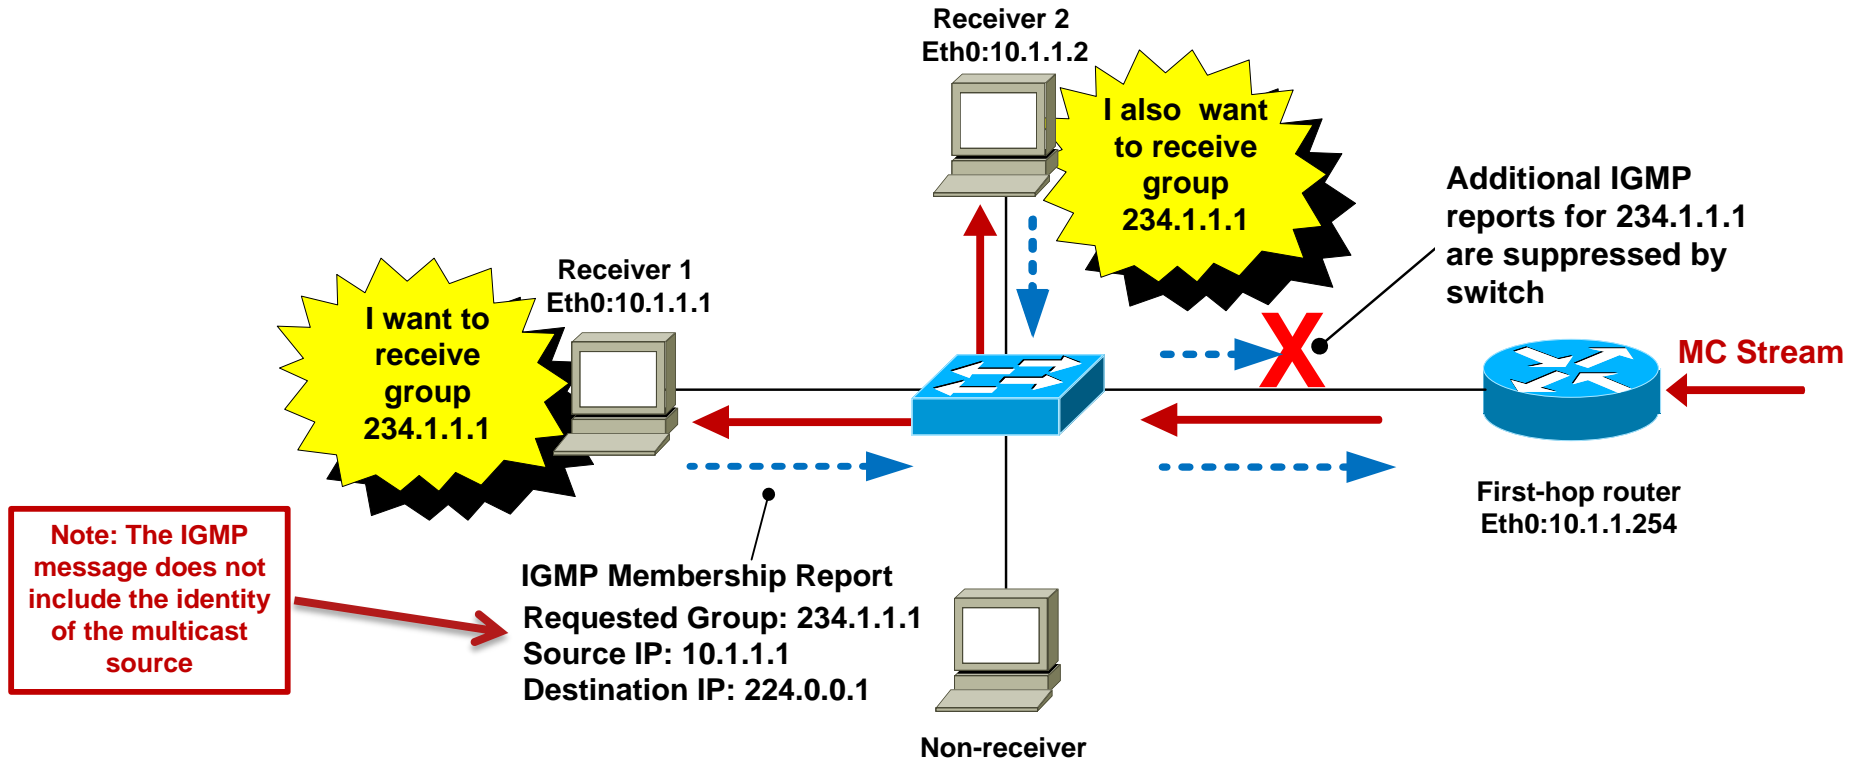 Receiver 2
Eth0:10.1.1.2
I also want
to receive
group
234.1.1.1
Additional IGMP
reports for 234.1.1.1
are suppressed by
switch
Receiver 1
Eth0:10.1.1.1
I want to
receive
group
234.1.1.1
X
MC Stream
First-hop router
Eth0:10.1.1.254
Note: The IGMP
message does not
include the identity
of the multicast
source
IGMP Membership Report
Requested Group: 234.1.1.1
Source IP: 10.1.1.1
Destination IP: 224.0.0.1
Non-receiver